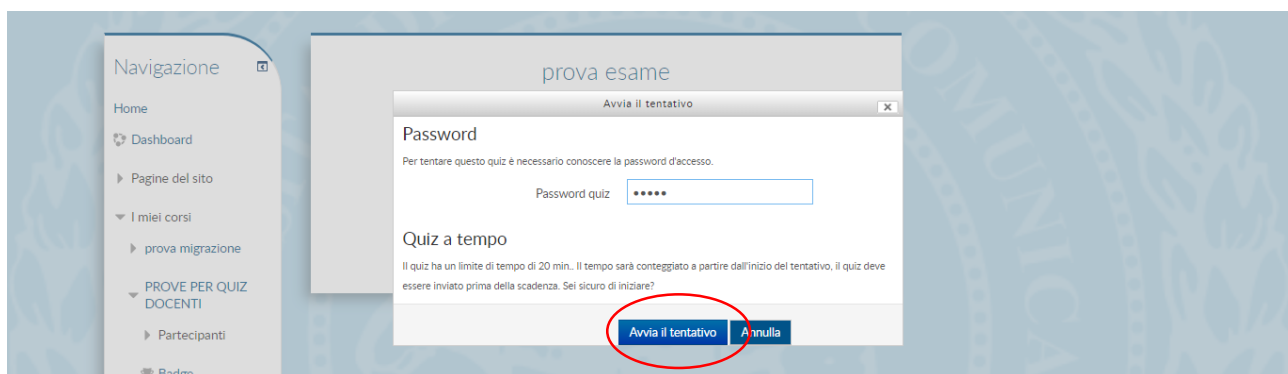 Navigazione
Home
Dashboard
Pagine del sito
I miei corsi
prova migrazione
PROVE PER QUIZ
DOCENTI
Partecipanti
Badge
prova esame
Avvia il tentativo
Password
Per tentare questo quiz è necessario conoscere la password d'accesso.
Password quiz •••••
Quiz a tempo
Il quiz ha un limite di tempo di 20 min.. Il tempo sarà conteggiato a partire dall'inizio del tentativo, il quiz deve
essere inviato prima della scadenza. Sei sicuro di iniziare?
Avvia il tentativo Annulla